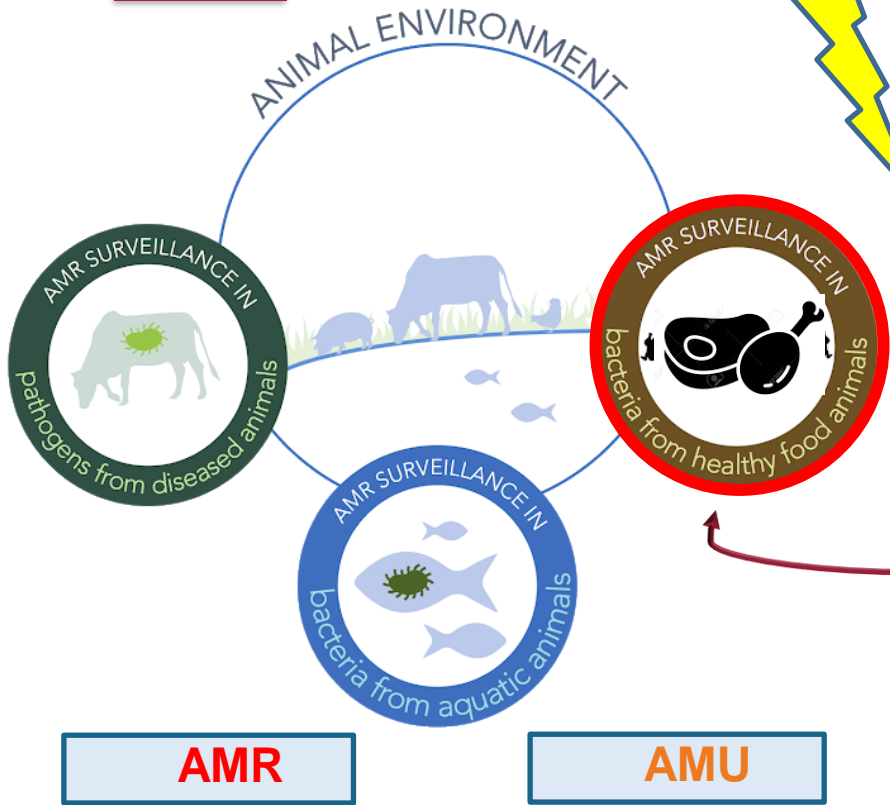 ANIMAL ENVIRONMENT
AMR SURVEILLANCE IN
pathogens from diseased animals
AMR SURVEILLANCE IN
bacteria from healthy food animals
AMR SURVEILLANCE IN
bacteria from aquatic animals
AMR
AMU